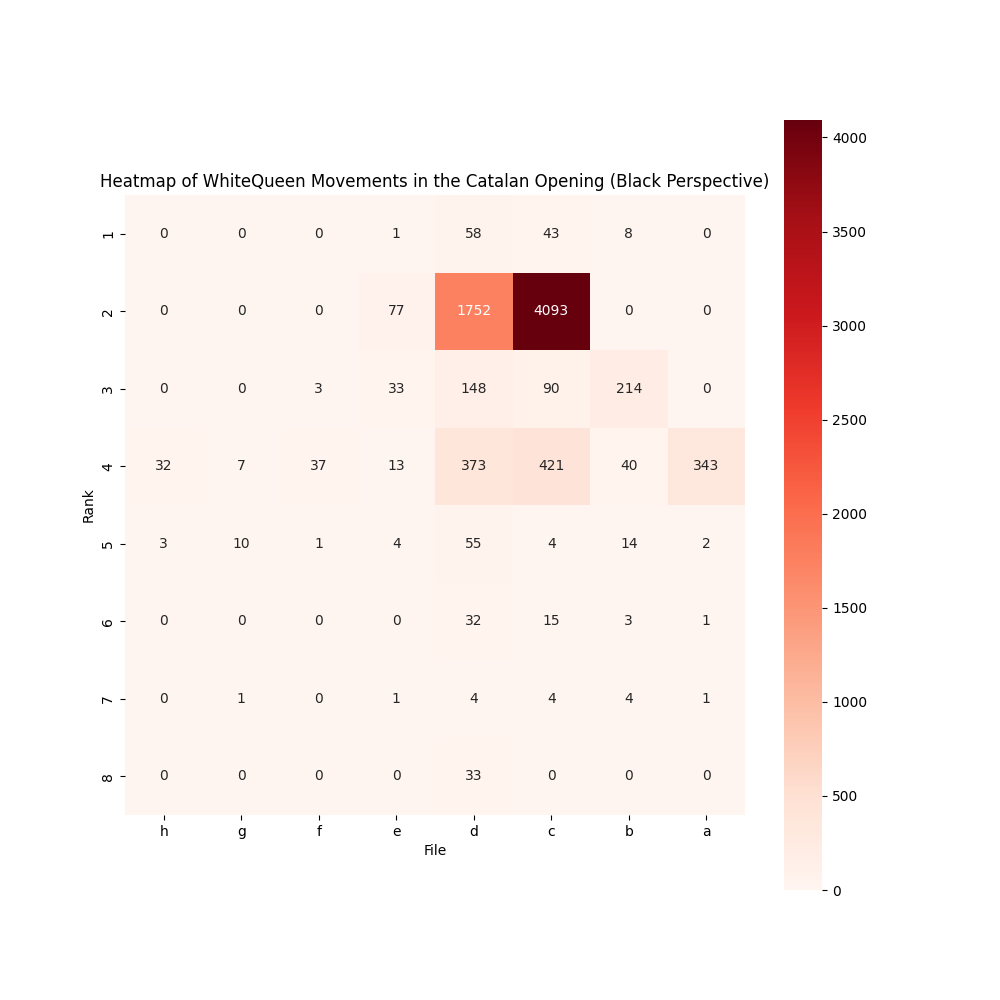 Heatmap of WhiteQueen Movements in the Catalan Opening (Black Perspective)
1 0 0 0 1 58 43 8 0
2 0 0 0 77 1752 4093 0 0
3 0 0 3 33 148 90 214 0
4 32 7 37 13 373 421 40 343
Rank
5 3 10 1 4 55 4 14 2
6 0 0 0 0 32 15 3 1
7 0 1 0 1 4 4 4 1
8 0 0 0 0 33 0 0 0
h g f e d c b a
File
4000
3500
3000
2500
2000
1500
1000
500
0